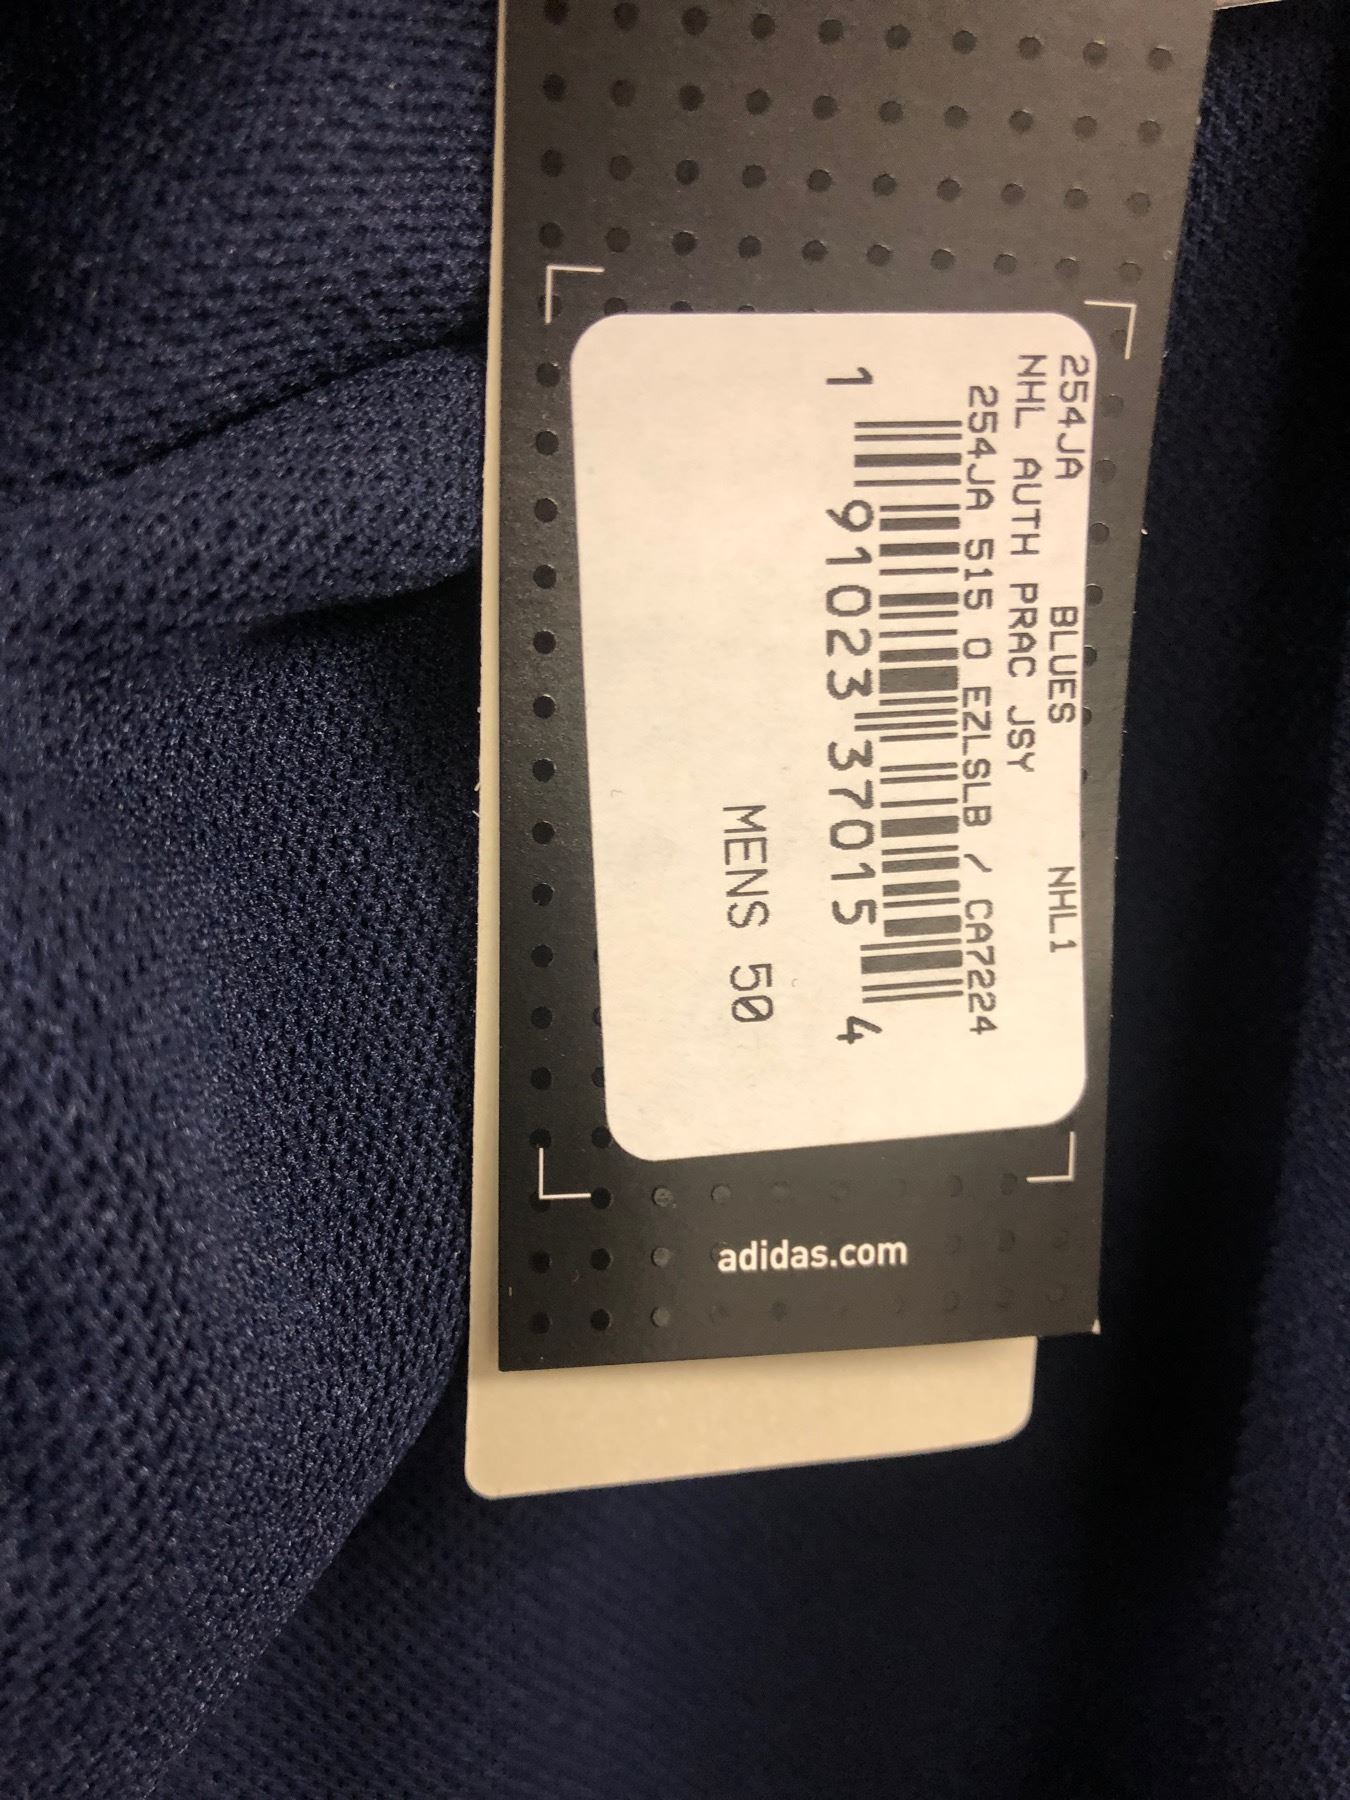 254JA BLUES NHL1
NHL AUTH PRAC JSY
254JA 515 0 EZLSLB / CA7224
1 91023 37015 4
MENS 50
adidas.com